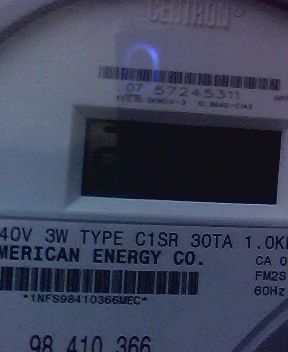 CENTRON®
07 57245311
40V 3W TYPE C1SR 30TA 1.0K
MERICAN ENERGY CO.
CA 0
FM2S
60Hz
*1NFS98410366MEC*
98 410 366